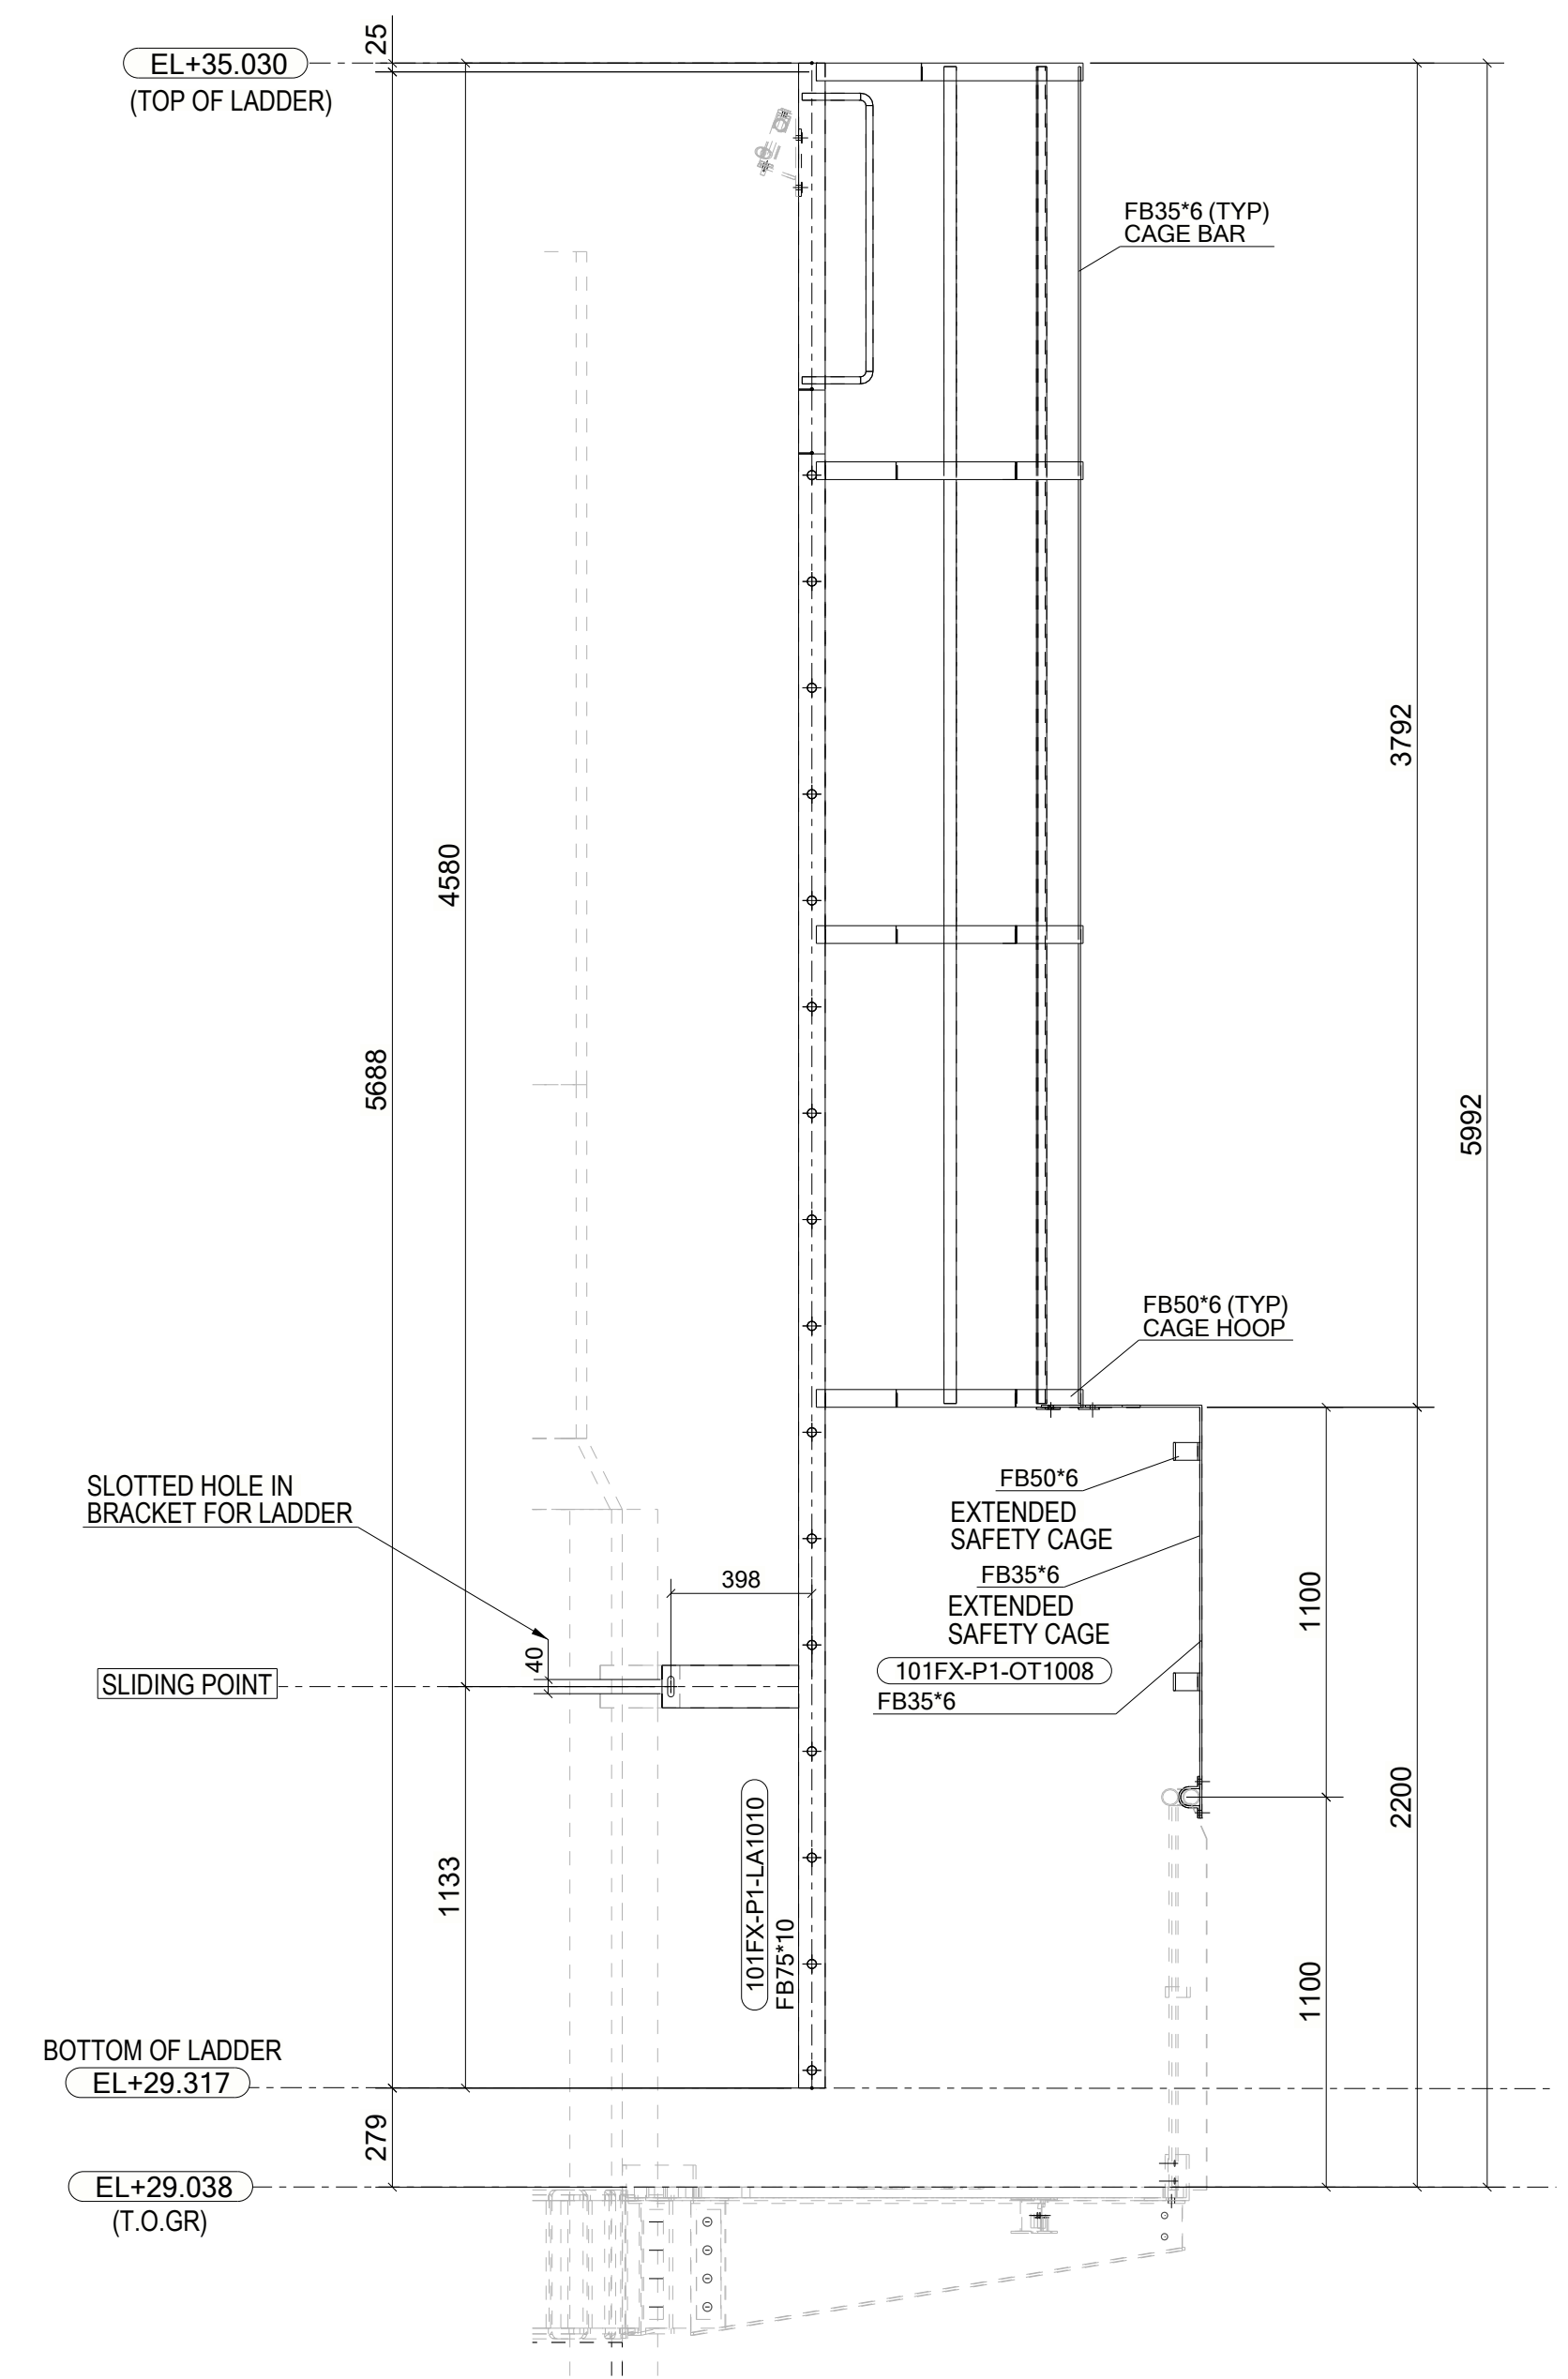 25
EL+35.030
(TOP OF LADDER)
FB35*6 (TYP)
CAGE BAR
3792
4580
5688
5992
FB50*6 (TYP)
CAGE HOOP
SLOTTED HOLE IN
BRACKET FOR LADDER
FB50*6
EXTENDED
SAFETY CAGE
398
FB35*6
1100
EXTENDED
SAFETY CAGE
40
SLIDING POINT
101FX-P1-OT1008
FB35*6
2200
101FX-P1-LA1010
FB75*10
1133
1100
BOTTOM OF LADDER
EL+29.317
279
EL+29.038
(T.O.GR)